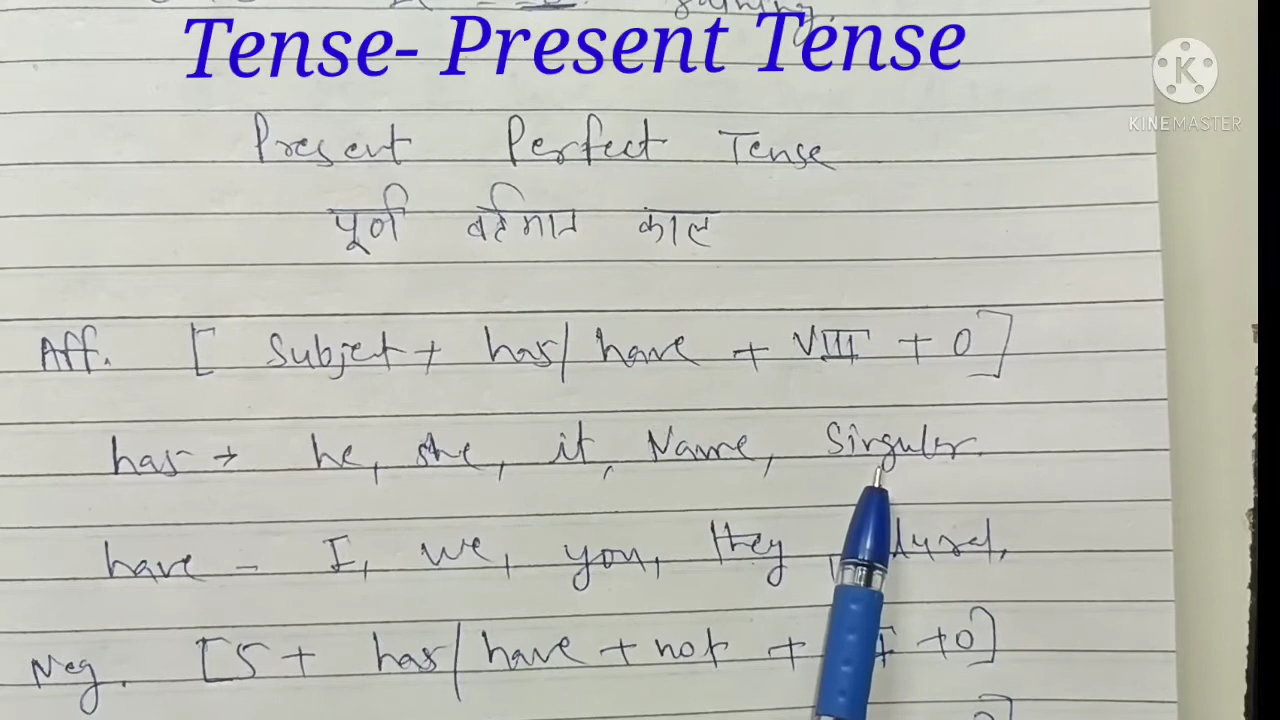 Tense- Present Tense
K
KINEMASTER
Present Perfect Tense
पूर्ण वर्तमान काल
Aff. [ Subject + has/have + VIII + O]
has → he, she, it, Name, Singular.
have - I, we, you, they,
Neg. [S + has/have + not + +O]